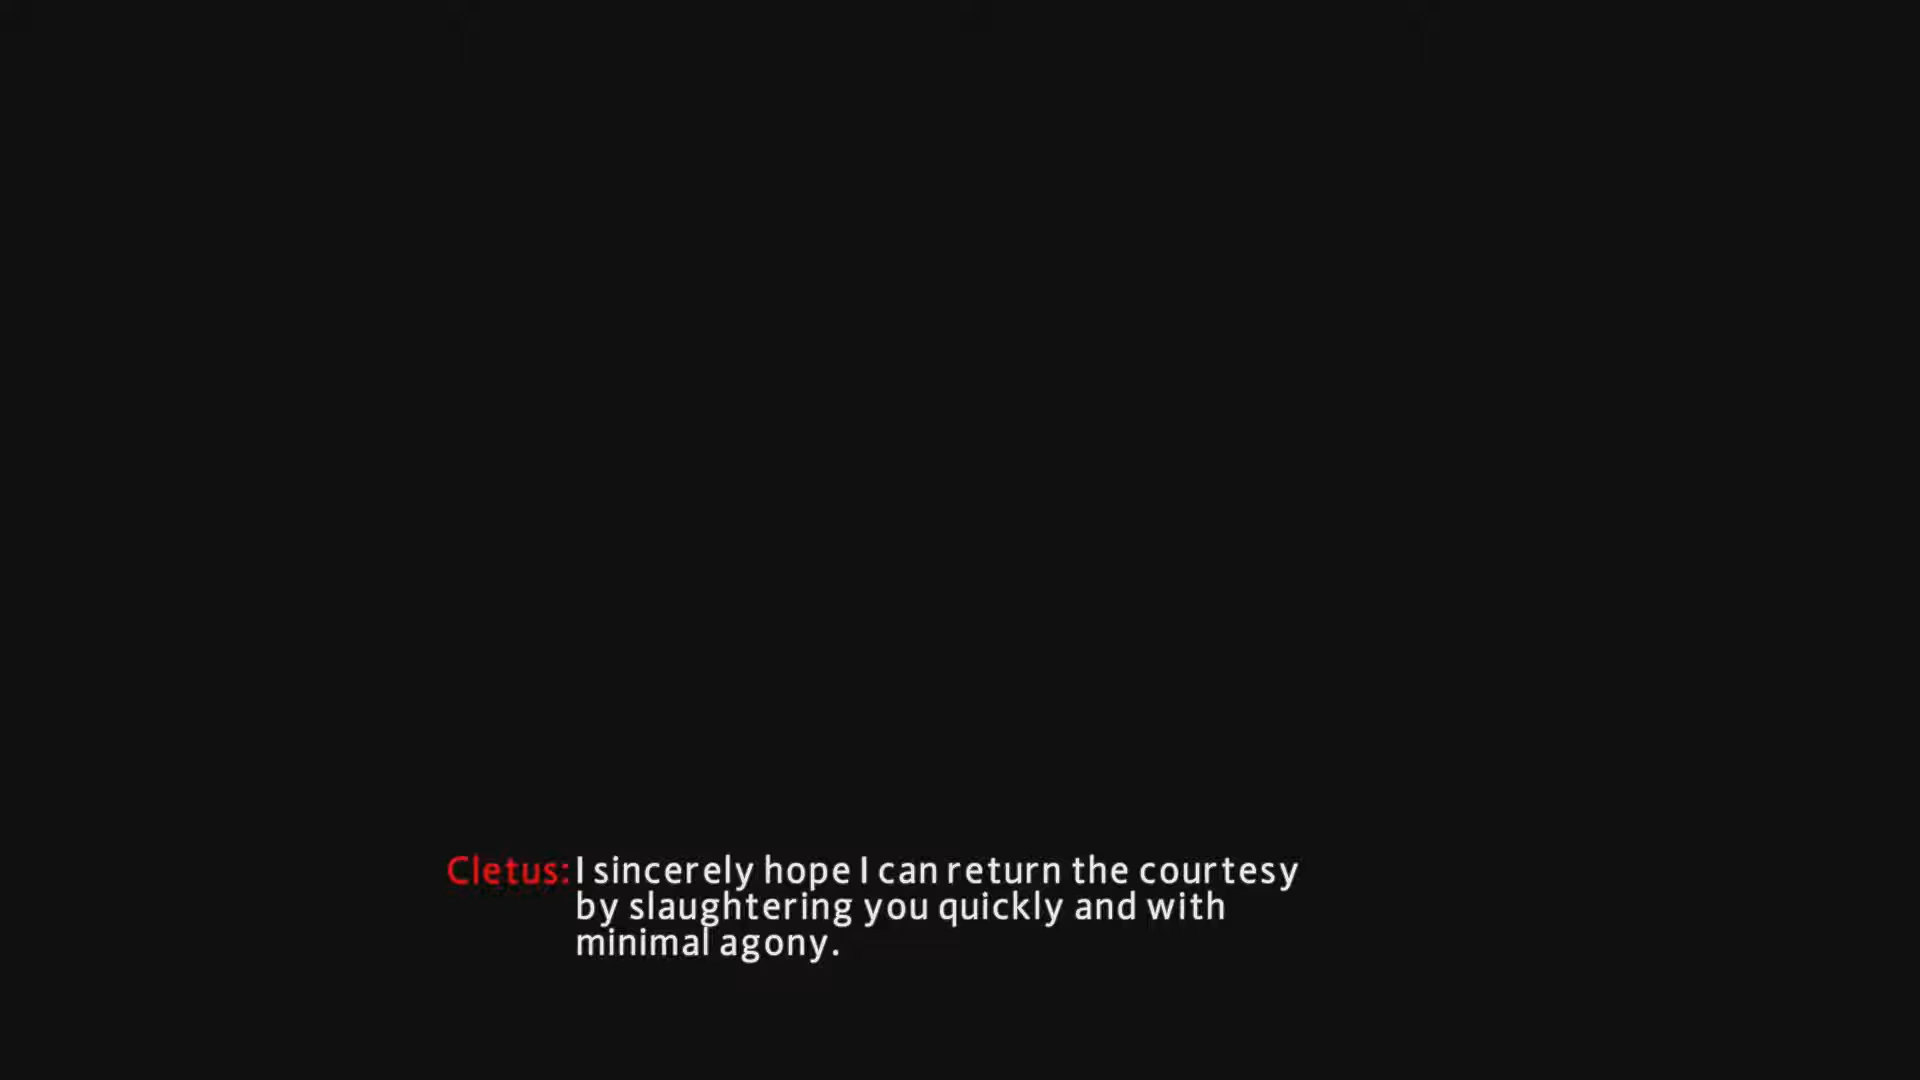 Cletus: I sincerely hope I can return the courtesy
by slaughtering you quickly and with
minimal agony.